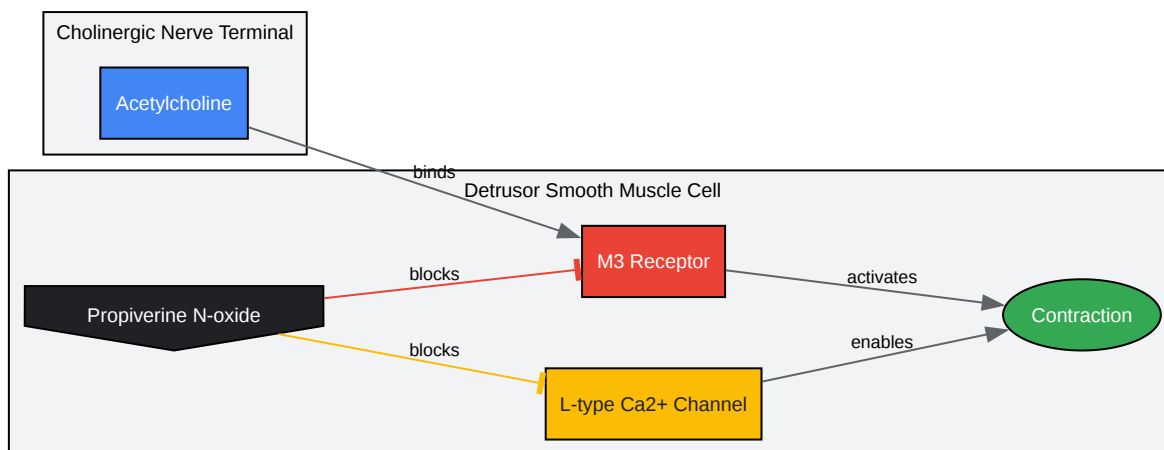 Cholinergic Nerve Terminal
Acetylcholine
binds
Detrusor Smooth Muscle Cell
M3 Receptor
blocks
activates
Propiverine N-oxide
Contraction
blocks
enables
L-type Ca2+ Channel